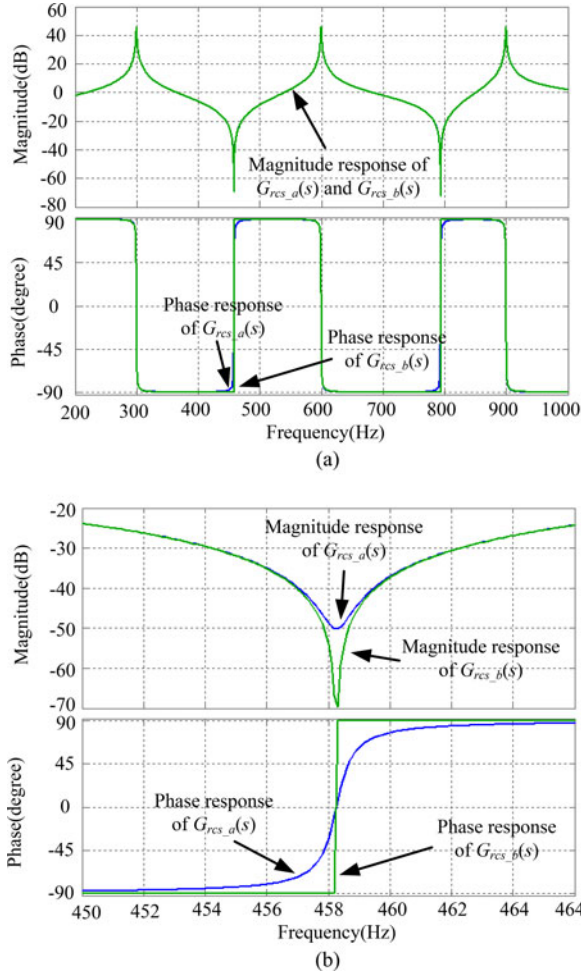 60
40
20
0
-20
-40
-60
-80
Magnitude(dB)
Magnitude response of
Grcs_a(s) and Grcs_b(s)
90
45
0
-45
-90
Phase(degree)
Phase response
of Grcs_a(s)
Phase response
of Grcs_b(s)
200 300 400 500 600 700 800 900 1000
Frequency(Hz)
(a)
-20
-30
-40
-50
-60
-70
Magnitude(dB)
Magnitude response
of Grcs_a(s)
Magnitude response
of Grcs_b(s)
90
45
0
-45
-90
Phase(degree)
Phase response
of Grcs_a(s)
Phase response
of Grcs_b(s)
450 452 454 456 458 460 462 464
Frequency(Hz)
(b)